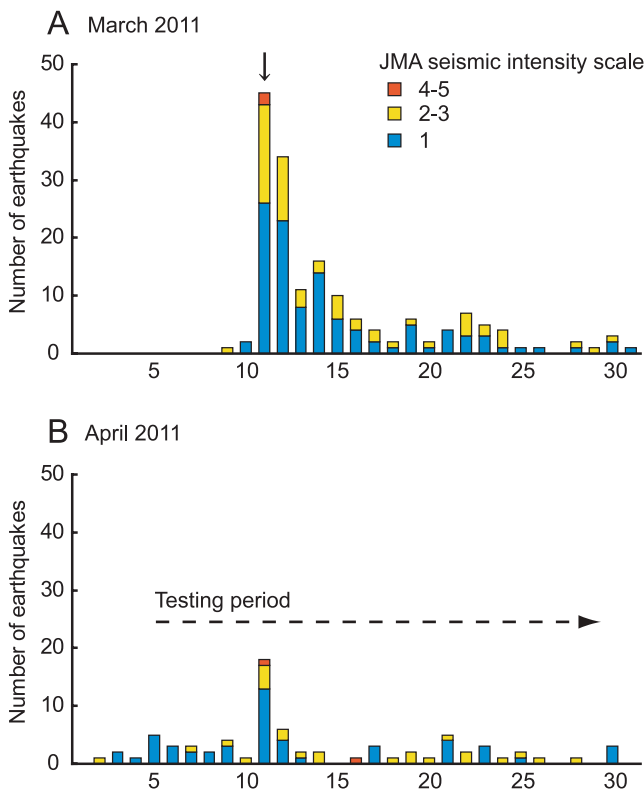 A March 2011
JMA seismic intensity scale
4-5
2-3
1
Number of earthquakes
50
40
30
20
10
0
5 10 15 20 25 30
B April 2011
Testing period
Number of earthquakes
50
40
30
20
10
0
5 10 15 20 25 30